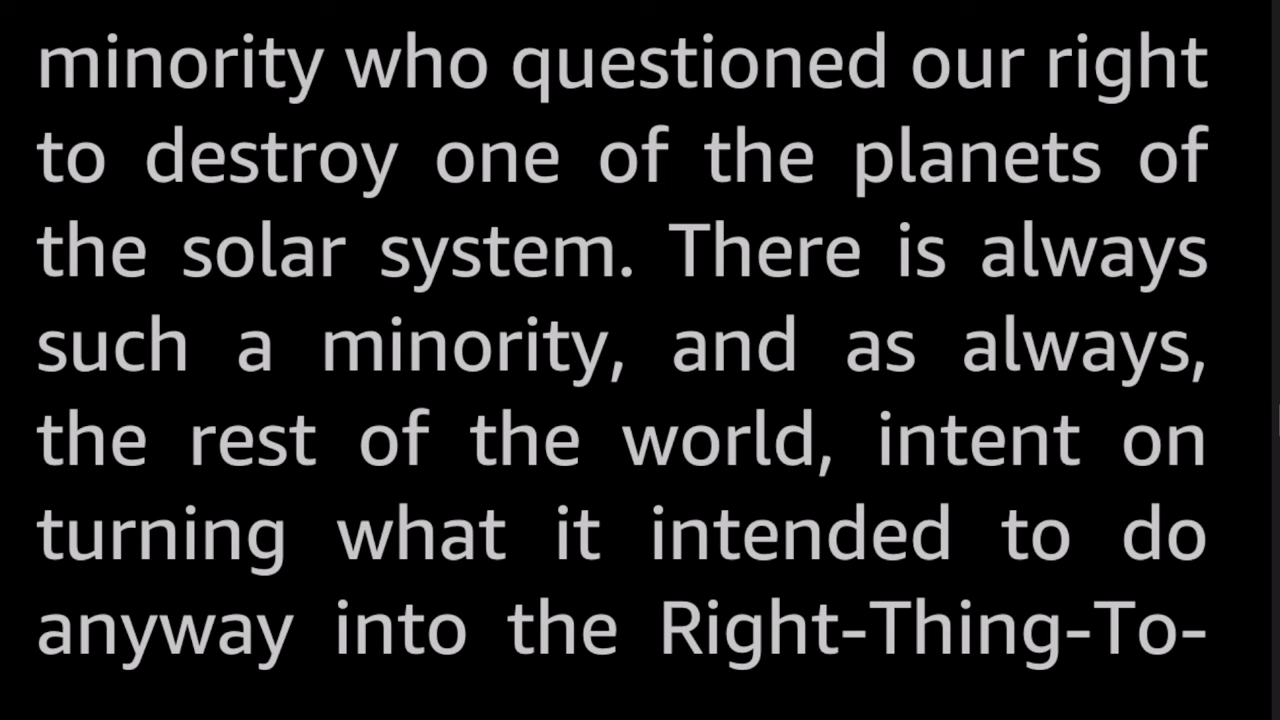 minority who questioned our right
to destroy one of the planets of
the solar system. There is always
such a minority, and as always,
the rest of the world, intent on
turning what it intended to do
anyway into the Right-Thing-To-